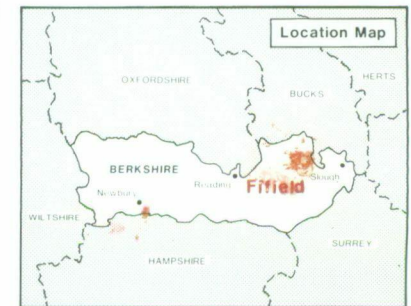 Location Map
OXFORDSHIRE
HERTS
BUCKS
BERKSHIRE
Slough
Reading
Fifield
Newbury
WILTSHIRE
SURREY
HAMPSHIRE